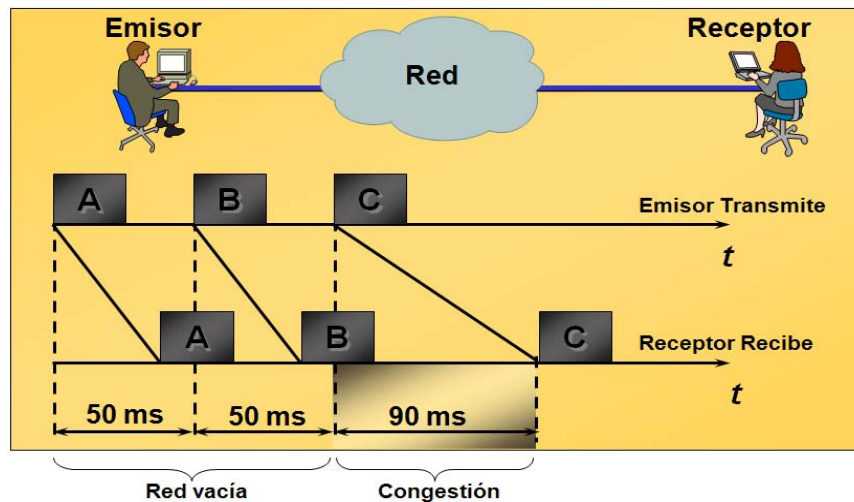 Emisor
Receptor
Red
A
B
C
Emisor Transmite
t
A
B
C
Receptor Recibe
t
50 ms
50 ms
90 ms
Red vacía
Congestión